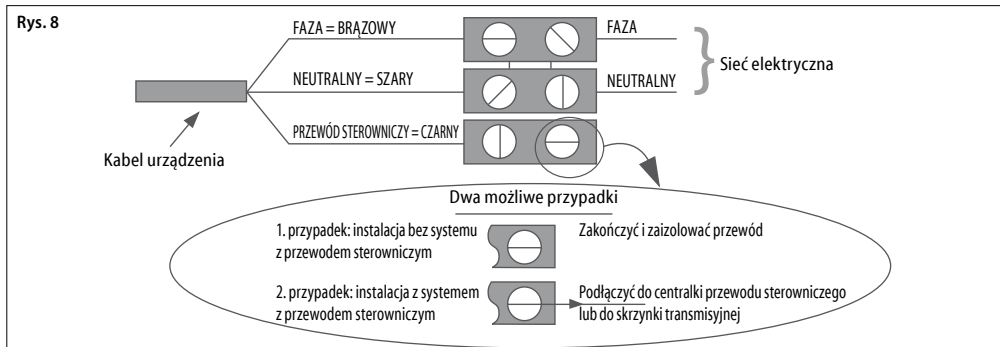 Rys. 8
FAZA = BRĄZOWY
FAZA
Sieć elektryczna
NEUTRALNY = SZARY
NEUTRALNY
PRZEWÓD STEROWNICZY = CZARNY
Kabel urządzenia
Dwa możliwe przypadki
1. przypadek: instalacja bez systemu
z przewodem sterowniczym
Zakończyć i zaizolować przewód
2. przypadek: instalacja z systemem
z przewodem sterowniczym
Podłączyć do centralki przewodu sterowniczego
lub do skrzynki transmisyjnej